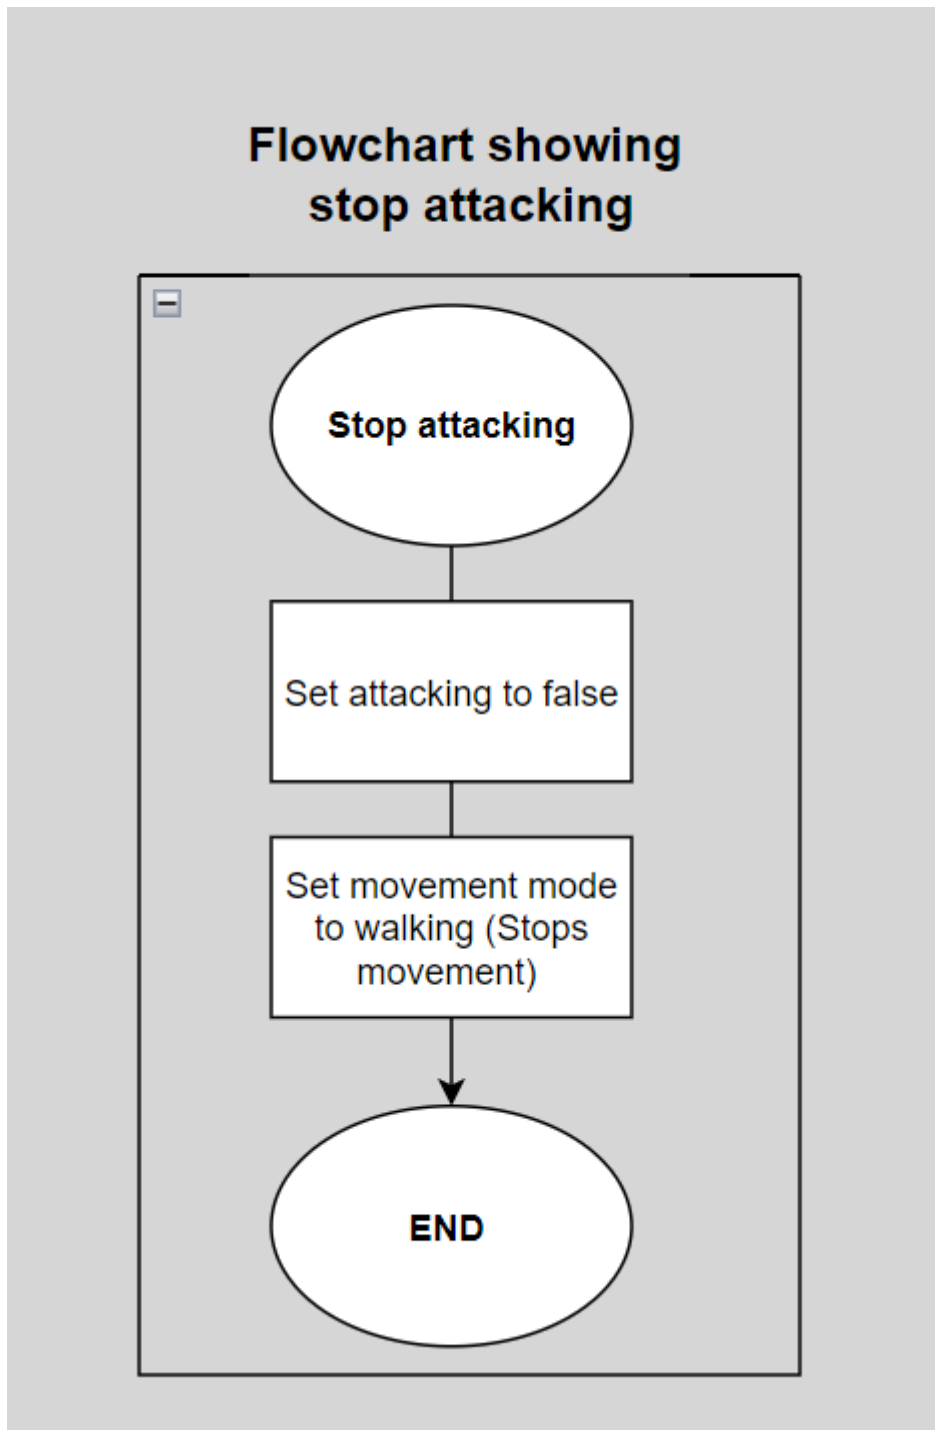 Flowchart showing
stop attacking
Stop attacking
Set attacking to false
Set movement mode
to walking (Stops
movement)
END